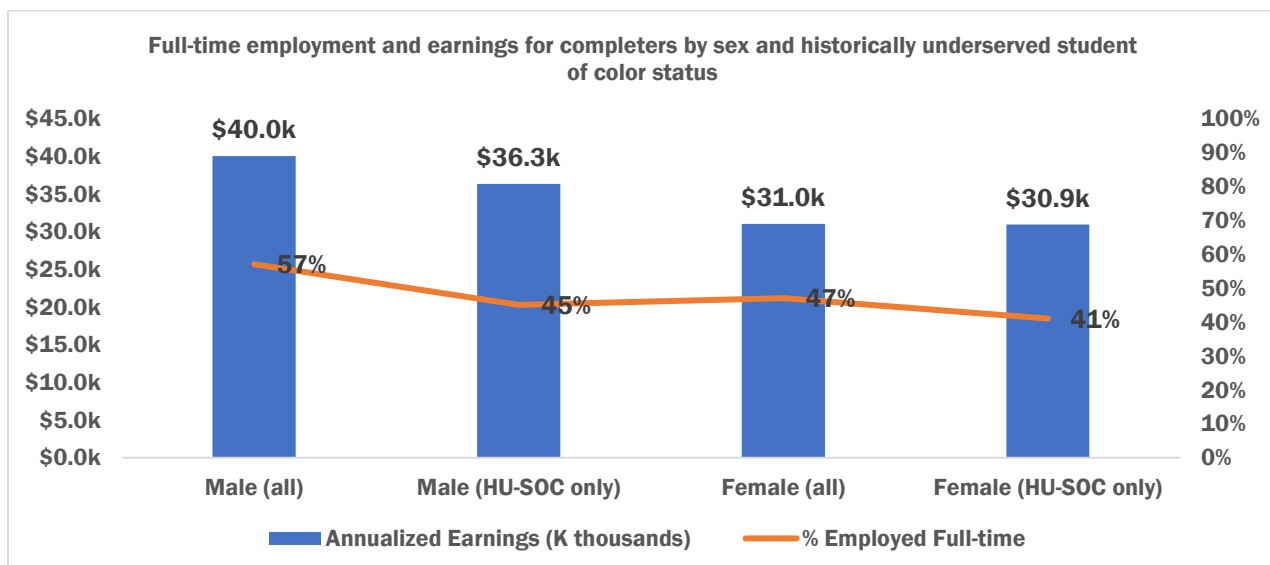 Full-time employment and earnings for completers by sex and historically underserved student
of color status
$45.0k
$40.0k
$35.0k
$30.0k
$25.0k
$20.0k
$15.0k
$10.0k
$5.0k
$0.0k
$40.0k
$36.3k
$31.0k
$30.9k
57%
45%
47%
41%
100%
90%
80%
70%
60%
50%
40%
30%
20%
10%
0%
Male (all)
Male (HU-SOC only)
Female (all)
Female (HU-SOC only)
Annualized Earnings (K thousands)
% Employed Full-time